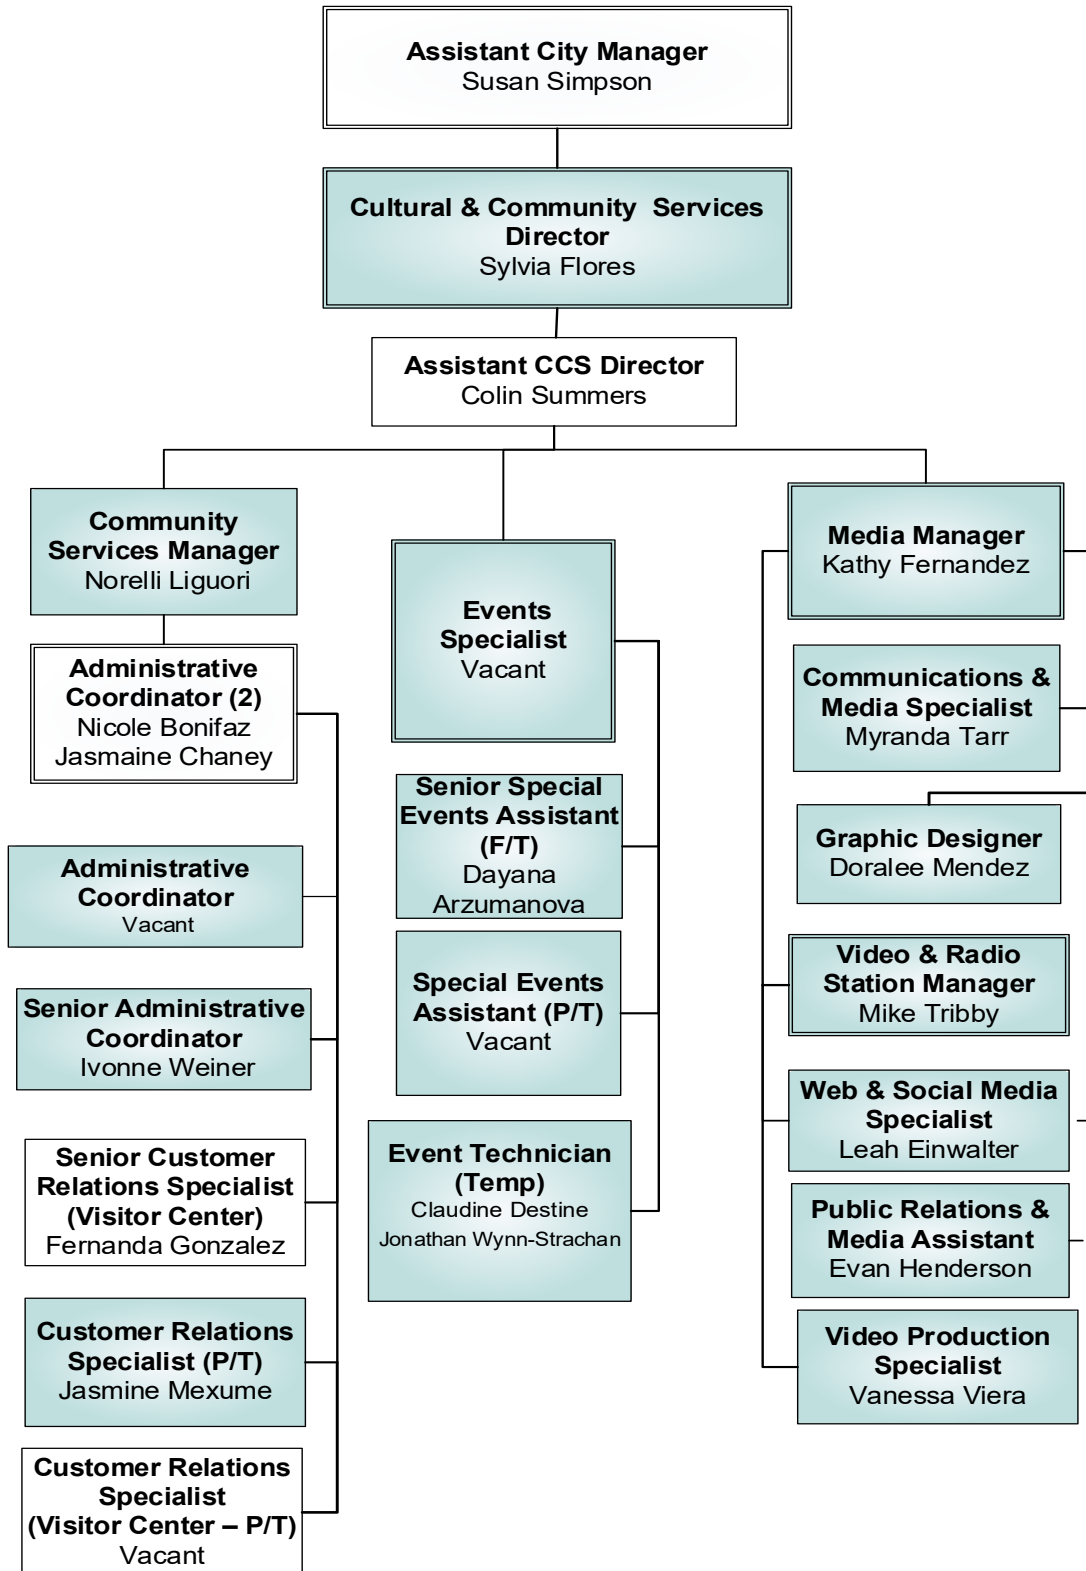 Assistant City Manager
Susan Simpson
Cultural & Community Services
Director
Sylvia Flores
Assistant CCS Director
Colin Summers
Community
Services Manager
Norelli Liguori
Administrative
Coordinator (2)
Nicole Bonifaz
Jasmaine Chaney
Administrative
Coordinator
Vacant
Senior Administrative
Coordinator
Ivonne Weiner
Senior Customer
Relations Specialist
(Visitor Center)
Fernanda Gonzalez
Customer Relations
Specialist (P/T)
Jasmine Mexume
Customer Relations
Specialist
(Visitor Center – P/T)
Vacant
Events
Specialist
Vacant
Senior Special
Events Assistant
(F/T)
Dayana
Arzumanova
Special Events
Assistant (P/T)
Vacant
Event Technician
(Temp)
Claudine Destine
Jonathan Wynn-Strachan
Media Manager
Kathy Fernandez
Communications &
Media Specialist
Myranda Tarr
Graphic Designer
Doralee Mendez
Video & Radio
Station Manager
Mike Tribby
Web & Social Media
Specialist
Leah Einwalter
Public Relations &
Media Assistant
Evan Henderson
Video Production
Specialist
Vanessa Viera